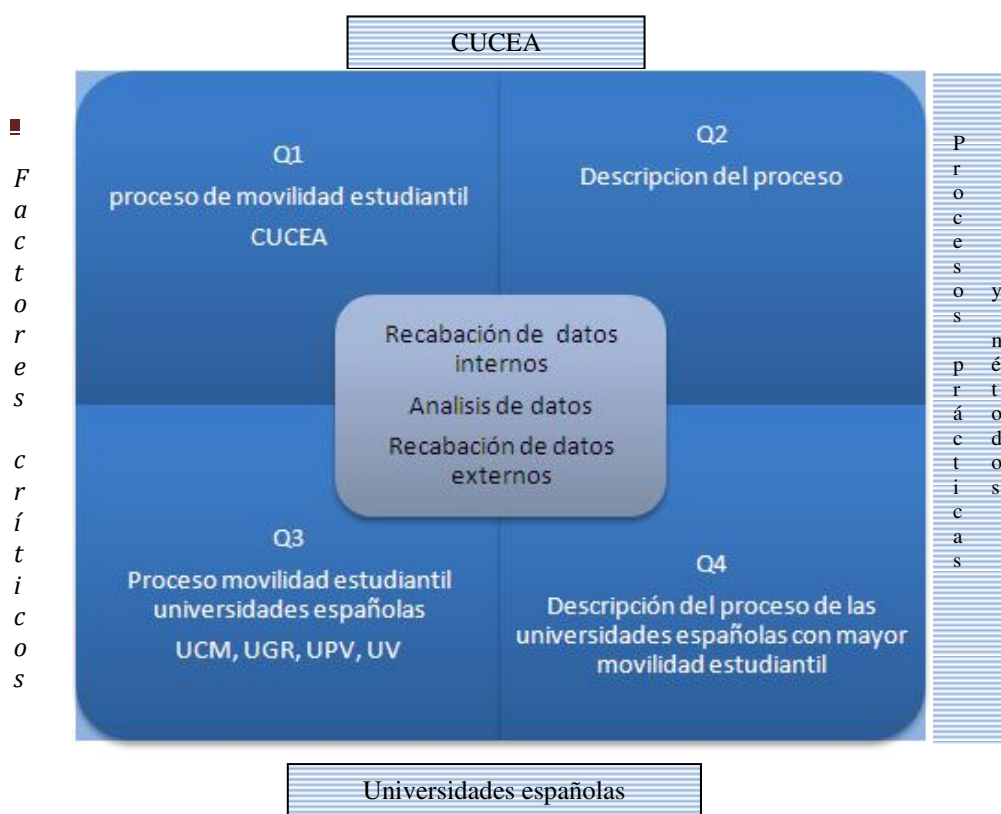 CUCEA
Factores críticos
Q1
proceso de movilidad estudiantil
CUCEA
Q2
Descripcion del proceso
Recabación de datos
internos
Analisis de datos
Recabación de datos
externos
Q3
Proceso movilidad estudiantil
universidades españolas
UCM, UGR, UPV, UV
Q4
Descripción del proceso de las
universidades españolas con mayor
movilidad estudiantil
Procesos prácticas
y métodos
Universidades españolas